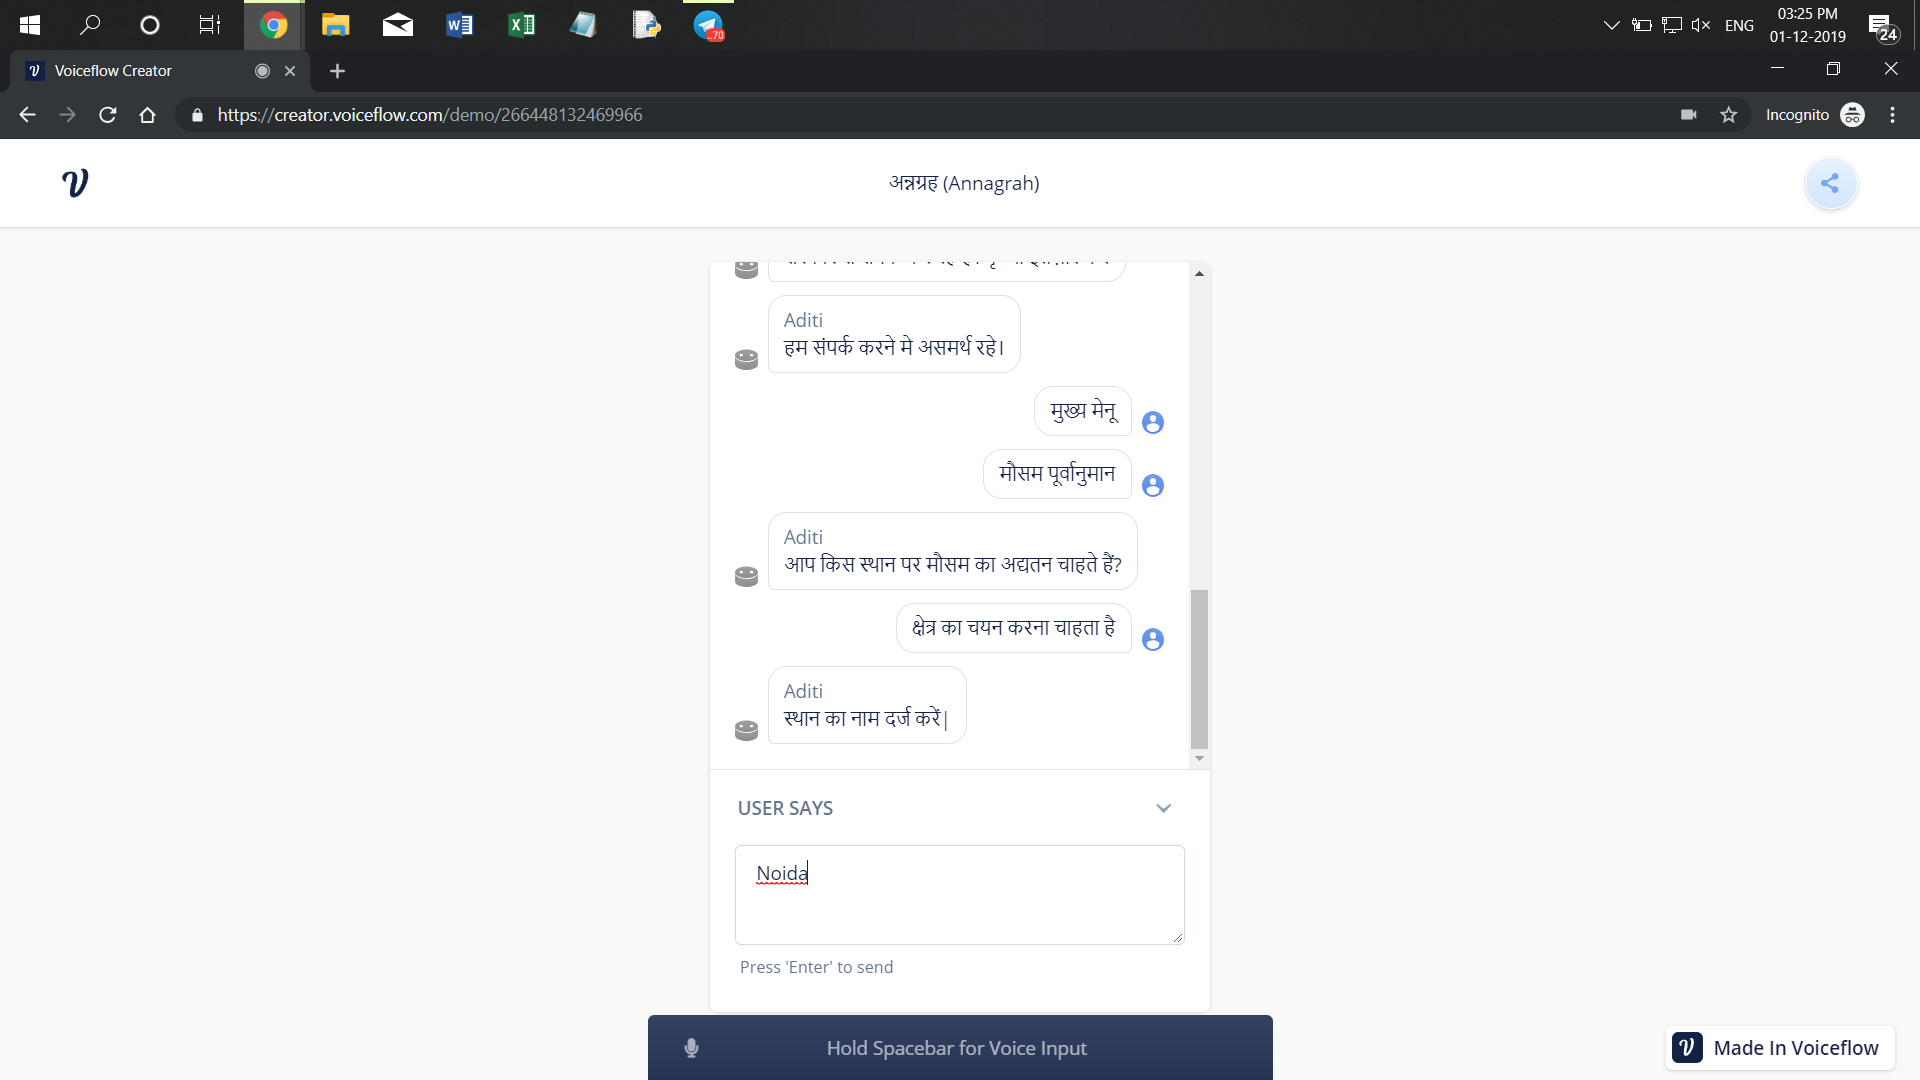 03:25 PM
ENG
01-12-2019
24
70
Voiceflow Creator
https://creator.voiceflow.com/demo/266448132469966
Incognito
अन्नग्रह (Annagrah)
Aditi
हम संपर्क करने मे असमर्थ रहे।
मुख्य मेनू
मौसम पूर्वानुमान
Aditi
आप किस स्थान पर मौसम का अद्यतन चाहते हैं?
क्षेत्र का चयन करना चाहता है
Aditi
स्थान का नाम दर्ज करें|
USER SAYS
Noida
Press 'Enter' to send
Hold Spacebar for Voice Input
Made In Voiceflow